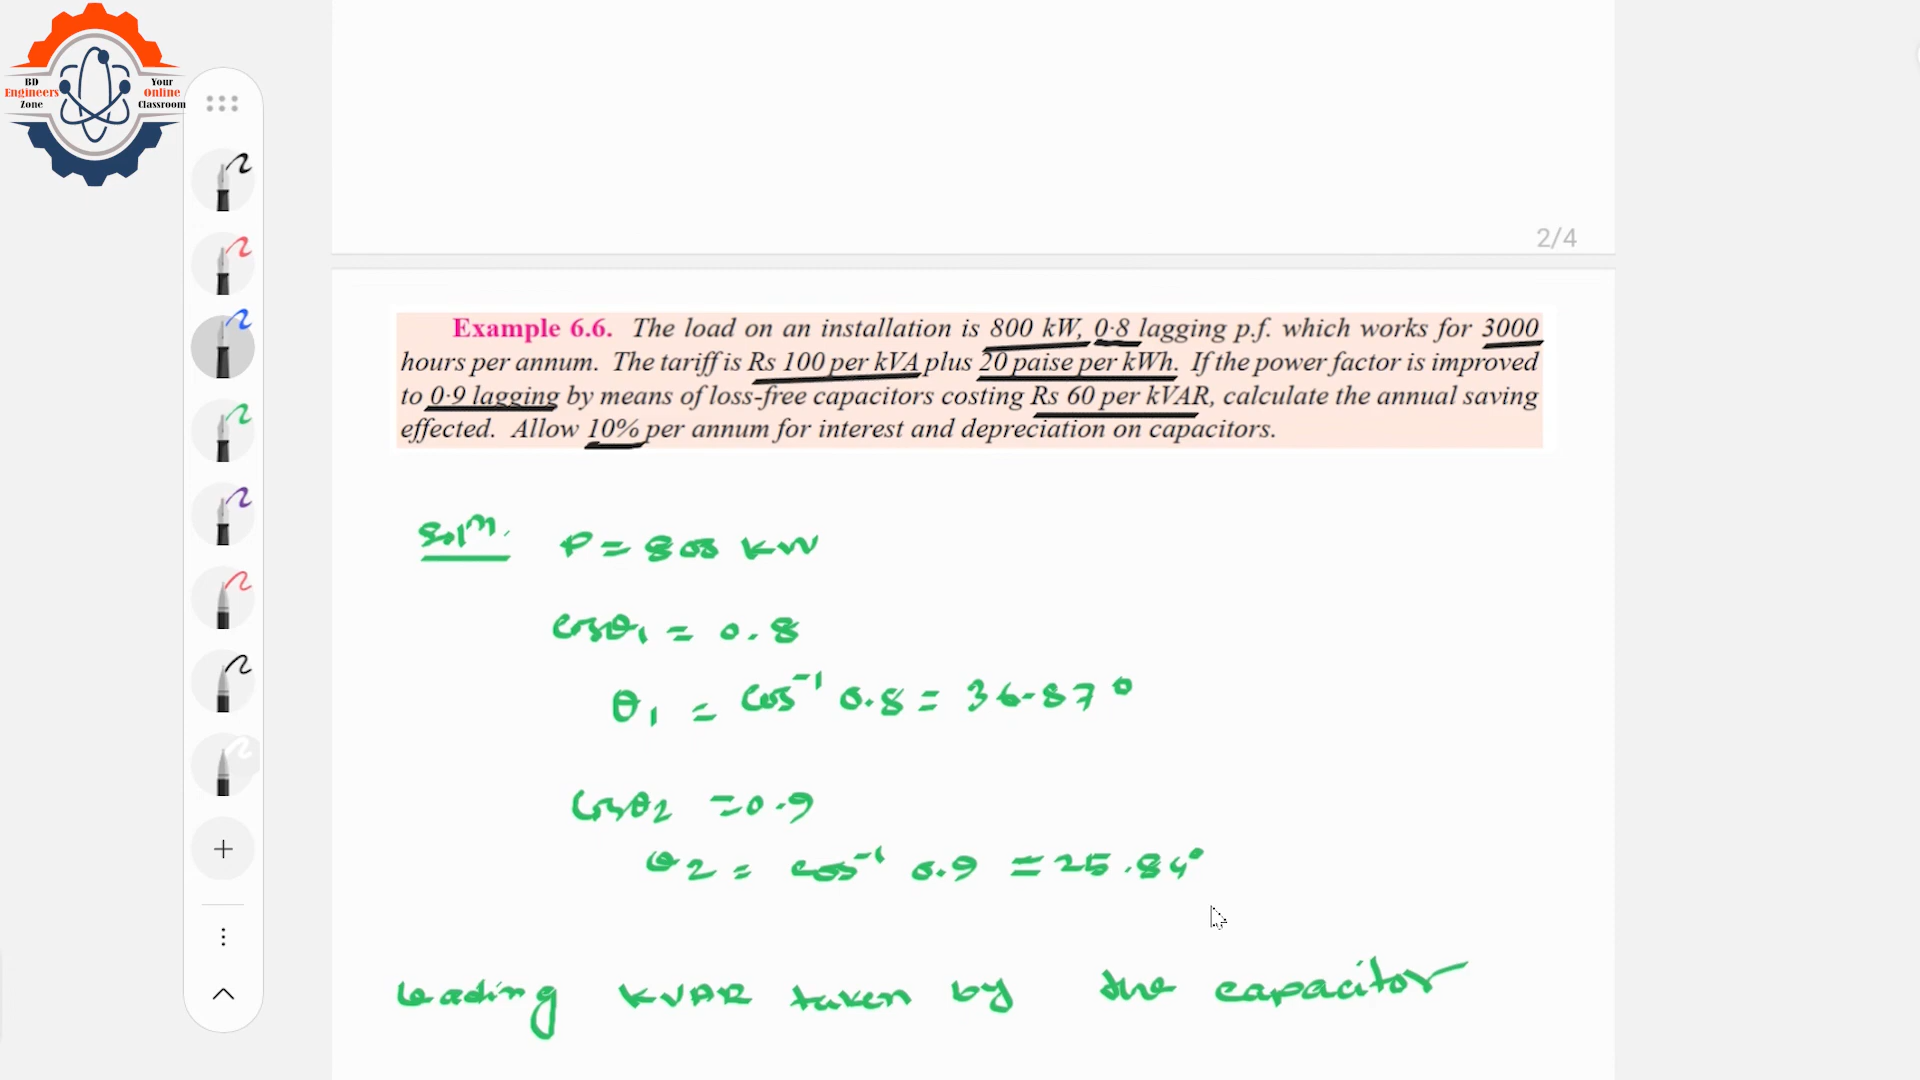 BD Engineers Zone
Your Online Classroom
2/4
Example 6.6. The load on an installation is 800 kW, 0·8 lagging p.f. which works for 3000
hours per annum. The tariff is Rs 100 per kVA plus 20 paise per kWh. If the power factor is improved
to 0·9 lagging by means of loss-free capacitors costing Rs 60 per kVAR, calculate the annual saving
effected. Allow 10% per annum for interest and depreciation on capacitors.
Soln. P = 800 kW
cosθ₁ = 0.8
θ₁ = cos⁻¹ 0.8 = 36.87°
cosθ2 = 0.9
θ2 = cos⁻¹ 0.9 = 25.84°
Leading KVAR taken by the capacitor